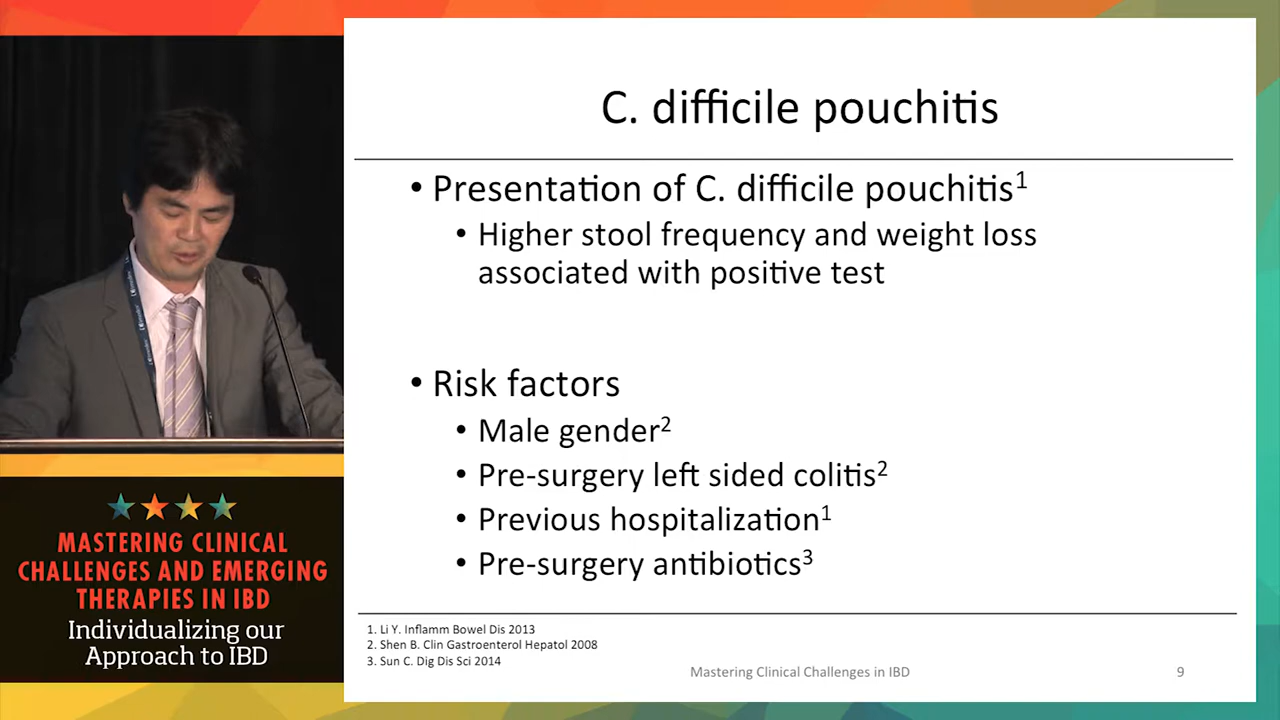 C. difficile pouchitis
• Presentation of C. difficile pouchitis1
• Higher stool frequency and weight loss
associated with positive test
• Risk factors
• Male gender2
• Pre-surgery left sided colitis2
• Previous hospitalization1
• Pre-surgery antibiotics3
1. Li Y. Inflamm Bowel Dis 2013
2. Shen B. Clin Gastroenterol Hepatol 2008
3. Sun C. Dig Dis Sci 2014
Mastering Clinical Challenges in IBD
9
MASTERING CLINICAL
CHALLENGES AND EMERGING
THERAPIES IN IBD
Individualizing our
Approach to IBD